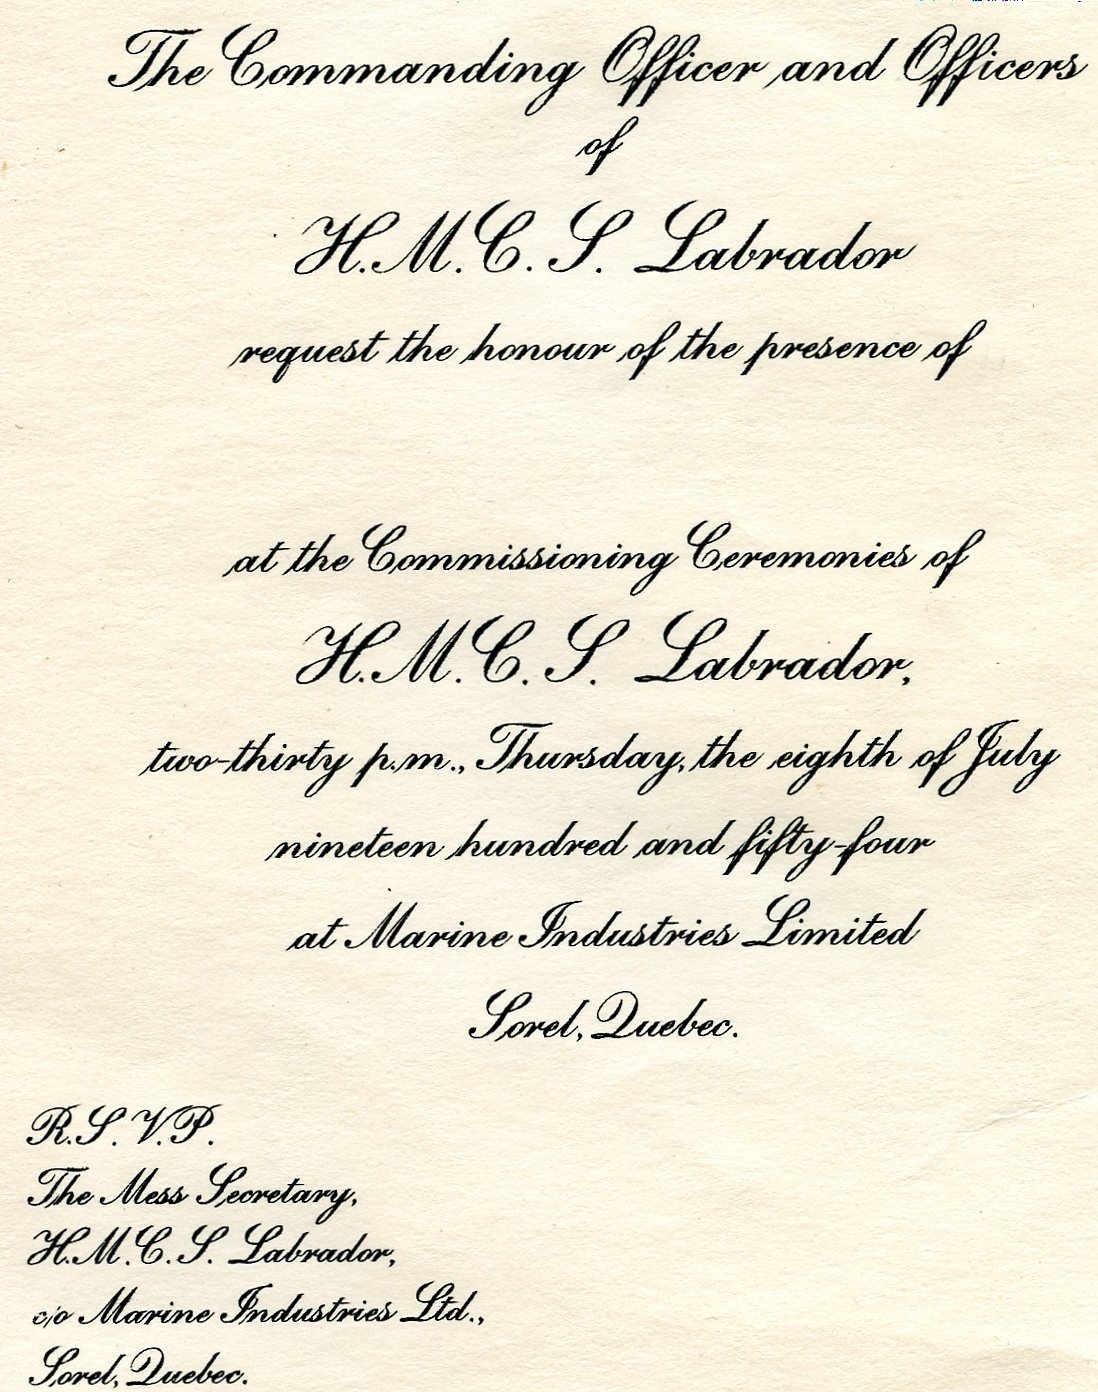 The Commanding Officer and Officers
of
H.M.C.S. Labrador
request the honour of the presence of
at the Commissioning Ceremonies of
H.M.C.S. Labrador,
two-thirty p.m., Thursday, the eighth of July
nineteen hundred and fifty-four
at Marine Industries Limited
Sorel, Quebec.
R.S.V.P.
The Mess Secretary,
H.M.C.S. Labrador,
c/o Marine Industries Ltd.,
Sorel, Quebec.